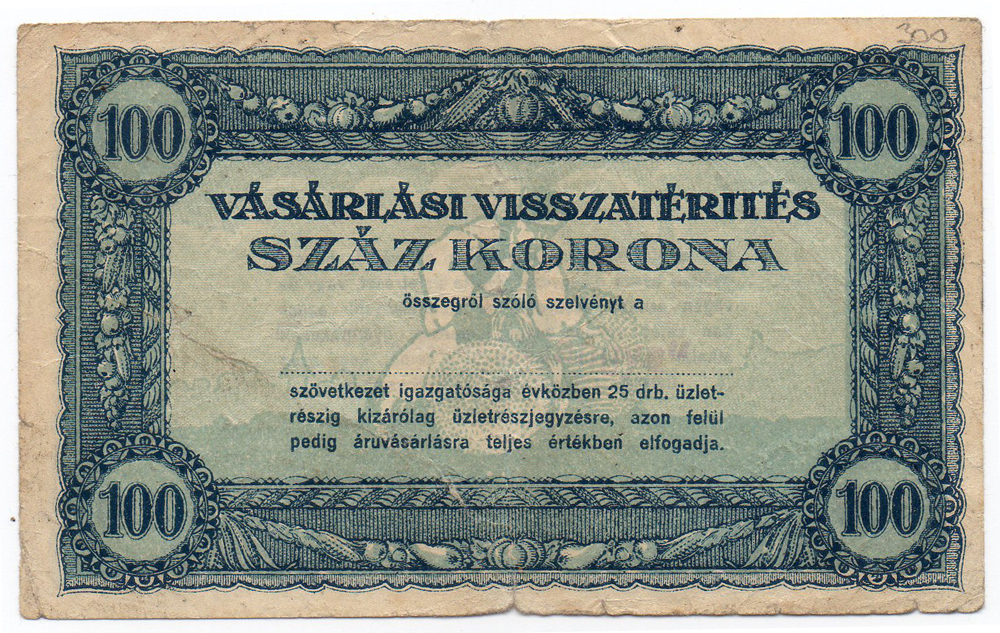 300
100 100
VÁSÁRLÁSI VISSZATÉRITÉS
SZÁZ KORONA
összegről szóló szelvényt a
szövetkezet igazgatósága évközben 25 drb. üzlet-
részig kizárólag üzletrészjegyzésre, azon felül
pedig áruvásárlásra teljes értékben elfogadja.
100 100